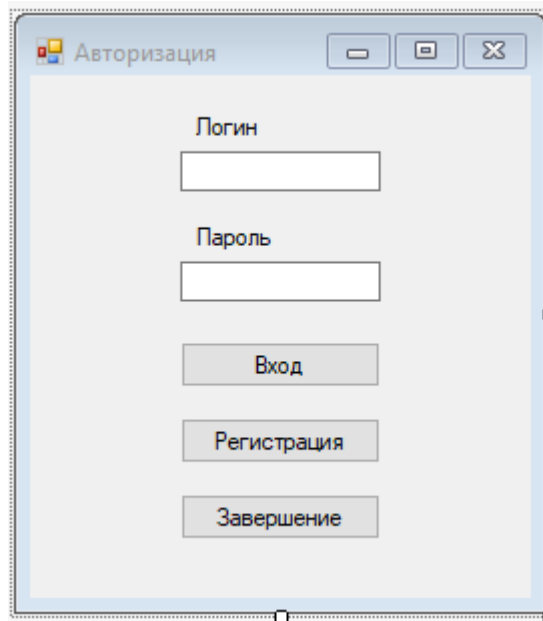 Авторизация
Логин
Пароль
Вход
Регистрация
Завершение